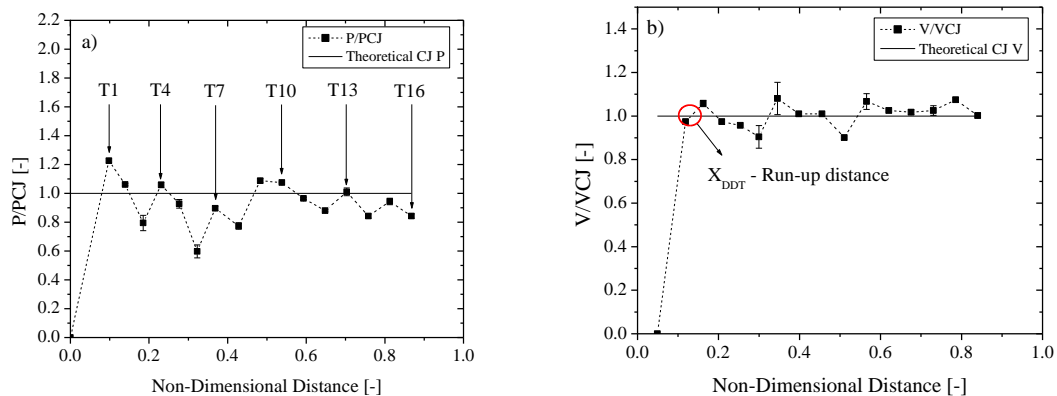 a)
P/PCJ
Theoretical CJ P
T1 T4 T7 T10 T13 T16
2.2
2.0
1.8
1.6
1.4
1.2
1.0
0.8
0.6
0.4
0.2
0.0
P/PCJ [-]
0.0 0.2 0.4 0.6 0.8 1.0
Non-Dimensional Distance [-]
b)
V/VCJ
Theoretical CJ V
1.4
1.2
1.0
0.8
0.6
0.4
0.2
0.0
V/VCJ [-]
X_DDT - Run-up distance
0.0 0.2 0.4 0.6 0.8 1.0
Non-Dimensional Distance [-]